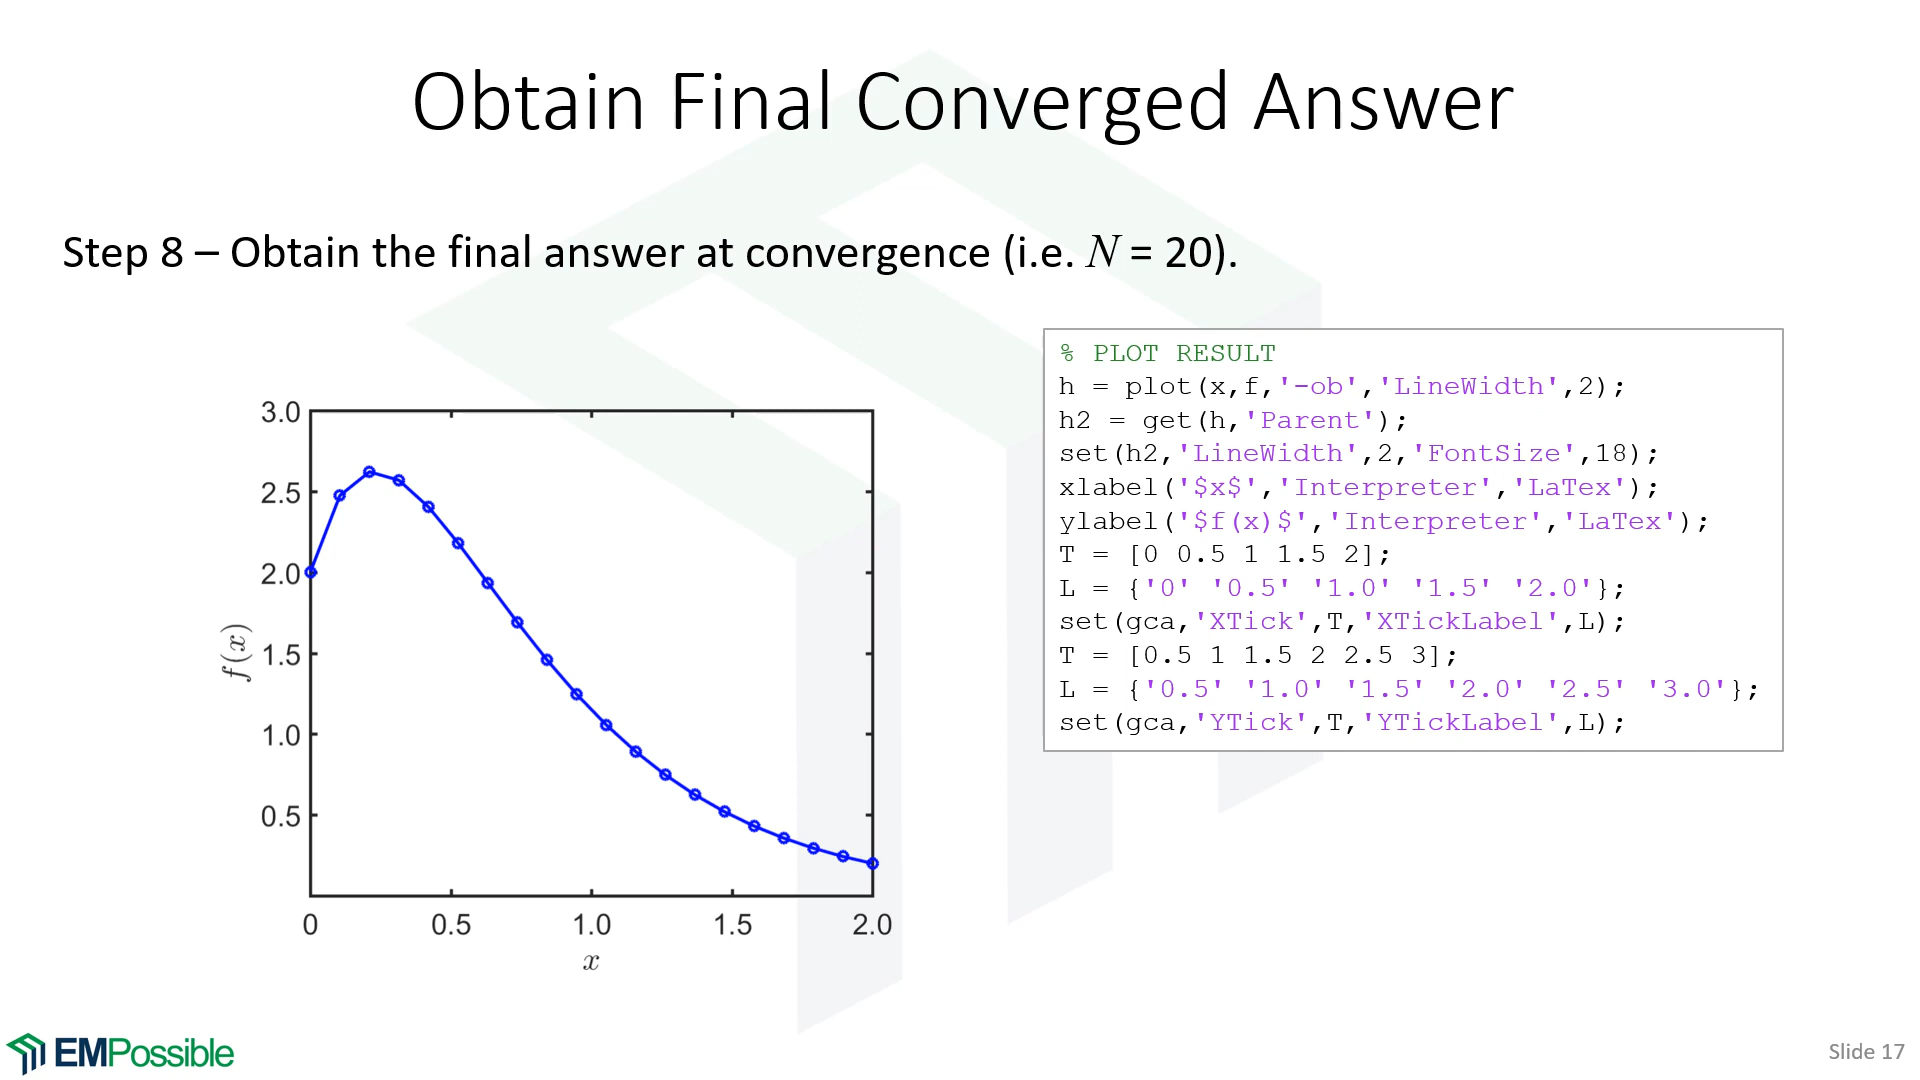 Obtain Final Converged Answer
Step 8 – Obtain the final answer at convergence (i.e. N = 20).
3.0
2.5
2.0
1.5
1.0
0.5
f(x)
0 0.5 1.0 1.5 2.0
x
% PLOT RESULT
h = plot(x,f,'-ob','LineWidth',2);
h2 = get(h,'Parent');
set(h2,'LineWidth',2,'FontSize',18);
xlabel('$x$','Interpreter','LaTex');
ylabel('$f(x)$','Interpreter','LaTex');
T = [0 0.5 1 1.5 2];
L = {'0' '0.5' '1.0' '1.5' '2.0'};
set(gca,'XTick',T,'XTickLabel',L);
T = [0.5 1 1.5 2 2.5 3];
L = {'0.5' '1.0' '1.5' '2.0' '2.5' '3.0'};
set(gca,'YTick',T,'YTickLabel',L);
EMPossible
Slide 17